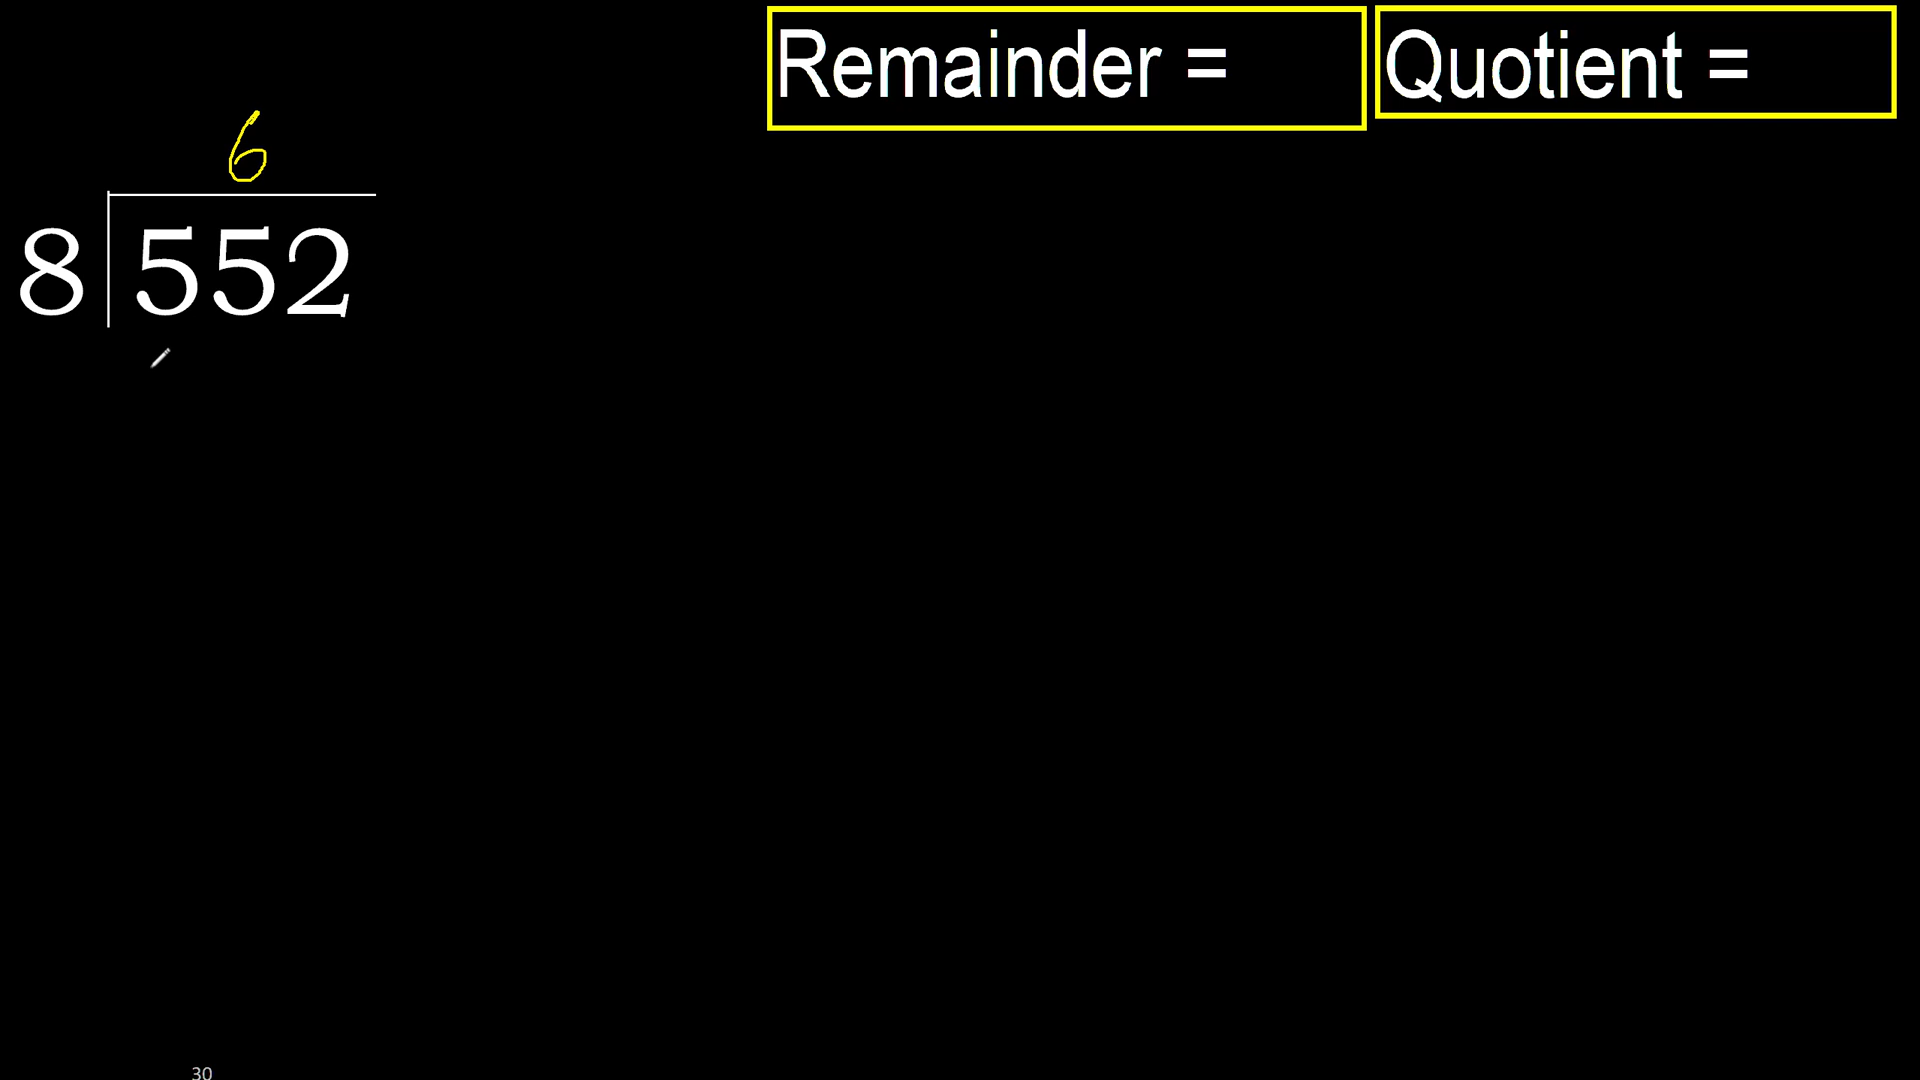 Remainder = Quotient =
6
8 552
30